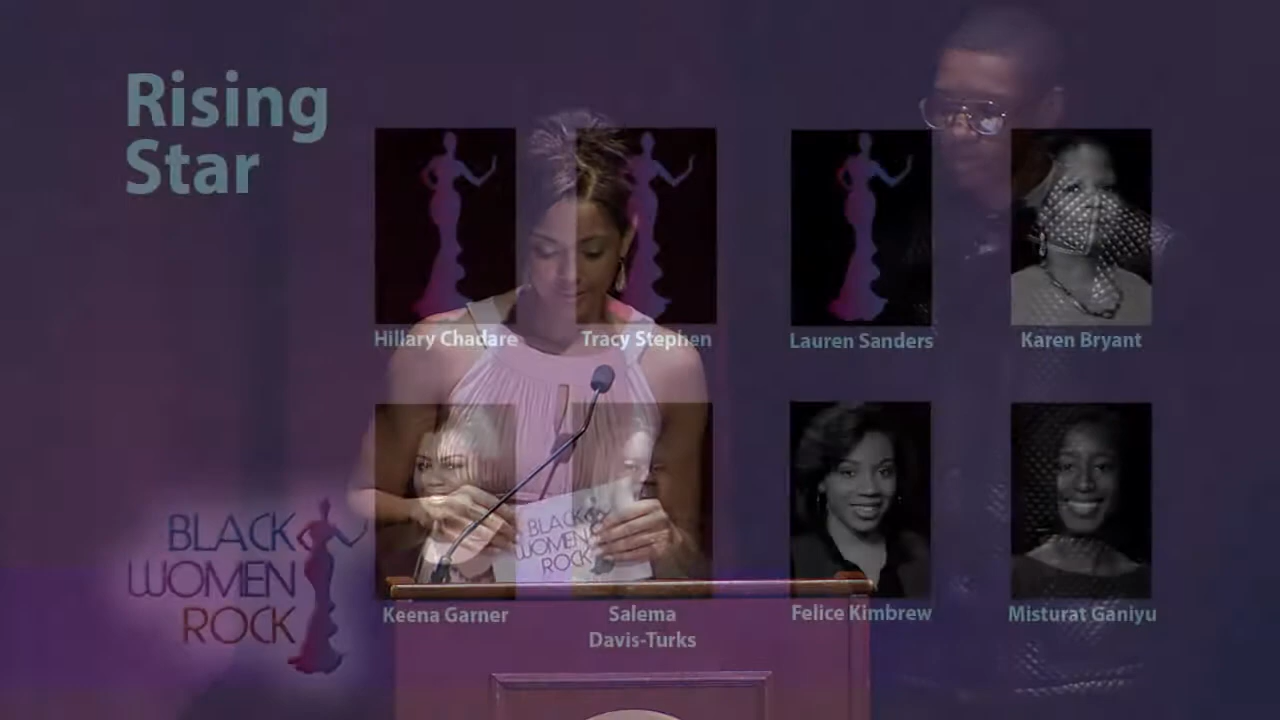 Rising
Star
Hillary Chadare
Tracy Stephen
Lauren Sanders
Karen Bryant
BLACK
WOMEN
ROCK
BLACK
WOMEN
ROCK
Keena Garner
Salema
Davis-Turks
Felice Kimbrew
Misturat Ganiyu